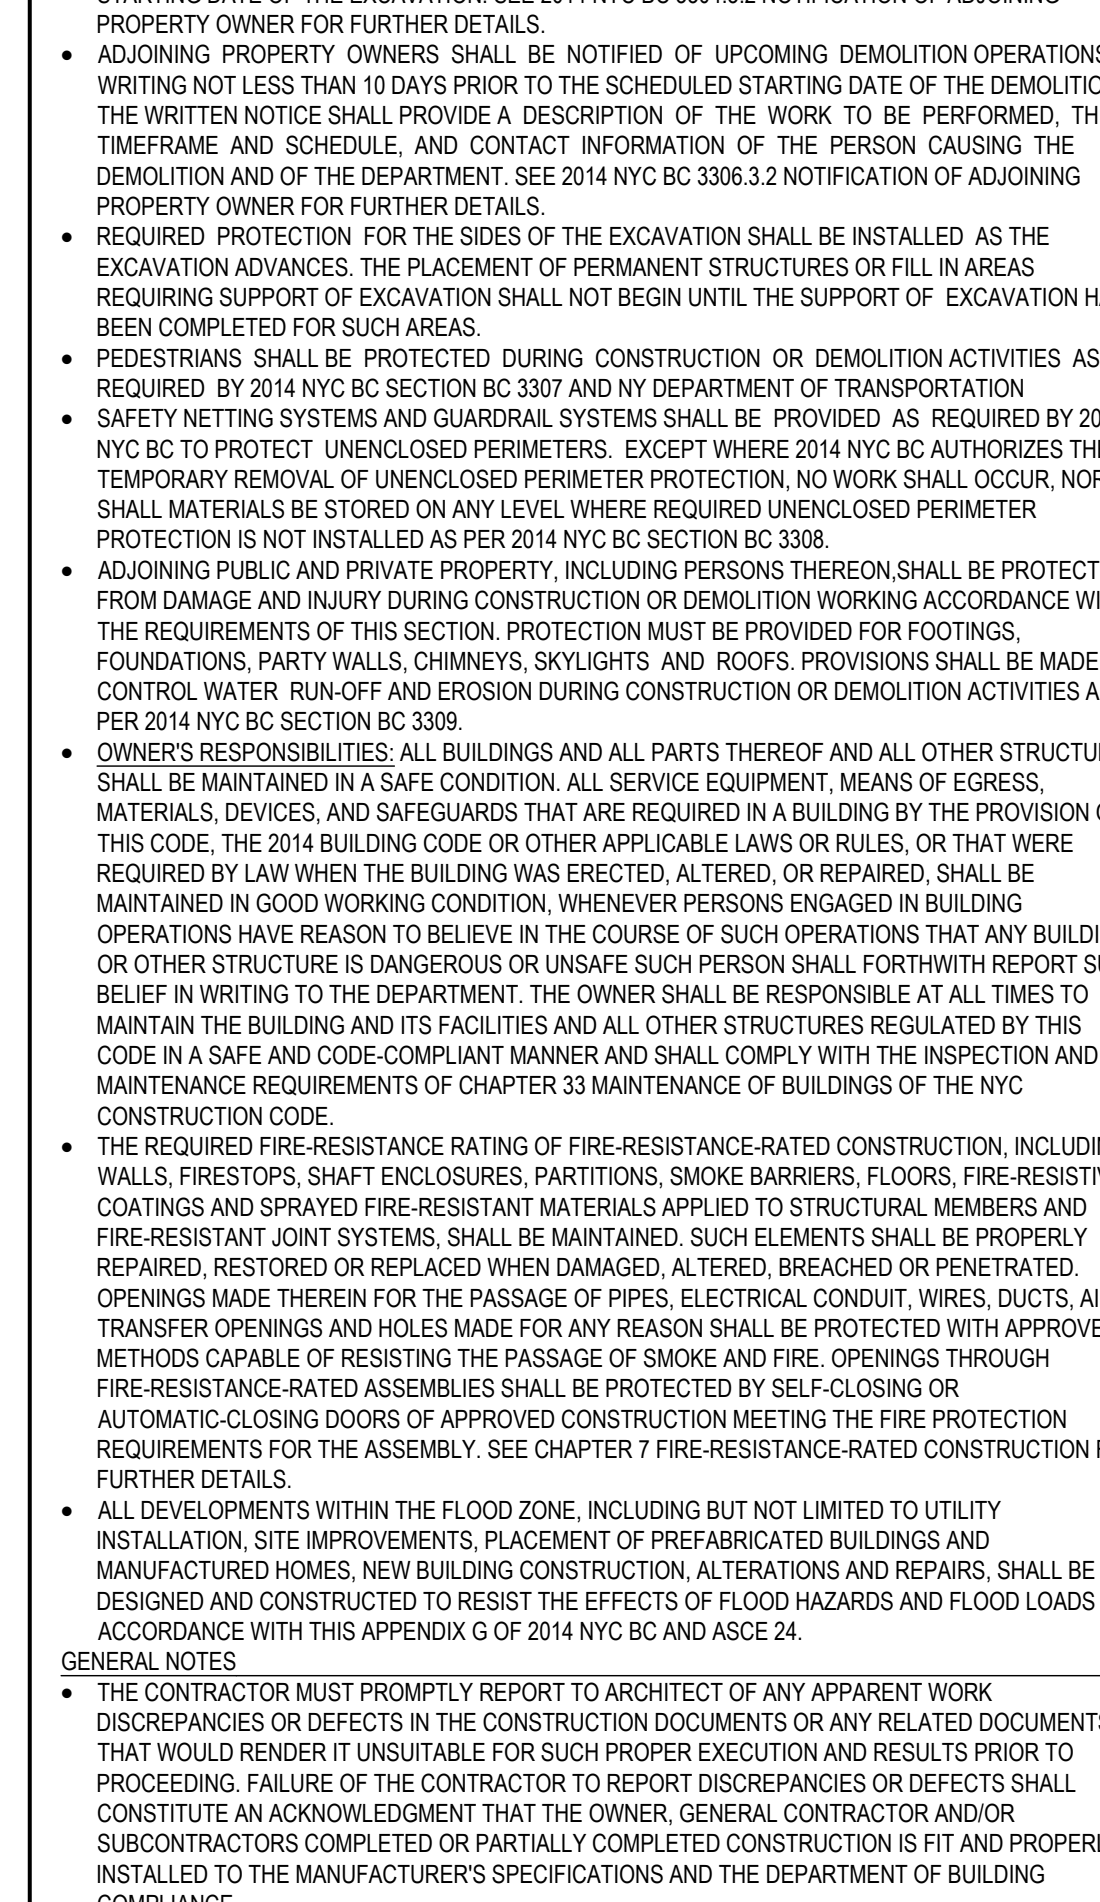 PROPERTY OWNER FOR FURTHER DETAILS.
• ADJOINING PROPERTY OWNERS SHALL BE NOTIFIED OF UPCOMING DEMOLITION OPERATIONS
WRITING NOT LESS THAN 10 DAYS PRIOR TO THE SCHEDULED STARTING DATE OF THE
THE WRITTEN NOTICE SHALL PROVIDE A DESCRIPTION OF THE WORK TO BE PERFORMED,
TIMEFRAME AND SCHEDULE, AND CONTACT INFORMATION OF THE PERSON CAUSING THE
DEMOLITION AND OF THE DEPARTMENT. SEE 2014 NYC BC 3306.3.2 NOTIFICATION OF ADJOINING
PROPERTY OWNER FOR FURTHER DETAILS.
• REQUIRED PROTECTION FOR THE SIDES OF THE EXCAVATION SHALL BE INSTALLED AS THE
EXCAVATION ADVANCES. THE PLACEMENT OF PERMANENT STRUCTURES OR FILL IN AREAS
REQUIRING SUPPORT OF EXCAVATION SHALL NOT BEGIN UNTIL THE SUPPORT OF EXCAVATION
BEEN COMPLETED FOR SUCH AREAS.
• PEDESTRIANS SHALL BE PROTECTED DURING CONSTRUCTION OR DEMOLITION ACTIVITIES AS
REQUIRED BY 2014 NYC BC SECTION BC 3307 AND NY DEPARTMENT OF TRANSPORTATION
• SAFETY NETTING SYSTEMS AND GUARDRAIL SYSTEMS SHALL BE PROVIDED AS REQUIRED BY
NYC BC TO PROTECT UNENCLOSED PERIMETERS. EXCEPT WHERE 2014 NYC BC AUTHORIZES THE
TEMPORARY REMOVAL OF UNENCLOSED PERIMETER PROTECTION, NO WORK SHALL OCCUR, NOR
SHALL MATERIALS BE STORED ON ANY LEVEL WHERE REQUIRED UNENCLOSED PERIMETER
PROTECTION IS NOT INSTALLED AS PER 2014 NYC BC SECTION BC 3308.
• ADJOINING PUBLIC AND PRIVATE PROPERTY, INCLUDING PERSONS THEREON,SHALL BE PROTECT
FROM DAMAGE AND INJURY DURING CONSTRUCTION OR DEMOLITION WORKING ACCORDANCE
THE REQUIREMENTS OF THIS SECTION. PROTECTION MUST BE PROVIDED FOR FOOTINGS,
FOUNDATIONS, PARTY WALLS, CHIMNEYS, SKYLIGHTS AND ROOFS. PROVISIONS SHALL BE MADE
CONTROL WATER RUN-OFF AND EROSION DURING CONSTRUCTION OR DEMOLITION ACTIVITIES
PER 2014 NYC BC SECTION BC 3309.
• OWNER'S RESPONSIBILITIES: ALL BUILDINGS AND ALL PARTS THEREOF AND ALL OTHER
SHALL BE MAINTAINED IN A SAFE CONDITION. ALL SERVICE EQUIPMENT, MEANS OF EGRESS,
MATERIALS, DEVICES, AND SAFEGUARDS THAT ARE REQUIRED IN A BUILDING BY THE PROVISION
THIS CODE, THE 2014 BUILDING CODE OR OTHER APPLICABLE LAWS OR RULES, OR THAT WERE
REQUIRED BY LAW WHEN THE BUILDING WAS ERECTED, ALTERED, OR REPAIRED, SHALL BE
MAINTAINED IN GOOD WORKING CONDITION, WHENEVER PERSONS ENGAGED IN BUILDING
OPERATIONS HAVE REASON TO BELIEVE IN THE COURSE OF SUCH OPERATIONS THAT ANY
OR OTHER STRUCTURE IS DANGEROUS OR UNSAFE SUCH PERSON SHALL FORTHWITH REPORT
BELIEF IN WRITING TO THE DEPARTMENT. THE OWNER SHALL BE RESPONSIBLE AT ALL TIMES TO
MAINTAIN THE BUILDING AND ITS FACILITIES AND ALL OTHER STRUCTURES REGULATED BY THIS
CODE IN A SAFE AND CODE-COMPLIANT MANNER AND SHALL COMPLY WITH THE INSPECTION AND
MAINTENANCE REQUIREMENTS OF CHAPTER 33 MAINTENANCE OF BUILDINGS OF THE NYC
CONSTRUCTION CODE.
• THE REQUIRED FIRE-RESISTANCE RATING OF FIRE-RESISTANCE-RATED CONSTRUCTION,
WALLS, FIRESTOPS, SHAFT ENCLOSURES, PARTITIONS, SMOKE BARRIERS, FLOORS,
COATINGS AND SPRAYED FIRE-RESISTANT MATERIALS APPLIED TO STRUCTURAL MEMBERS AND
FIRE-RESISTANT JOINT SYSTEMS, SHALL BE MAINTAINED. SUCH ELEMENTS SHALL BE PROPERLY
REPAIRED, RESTORED OR REPLACED WHEN DAMAGED, ALTERED, BREACHED OR PENETRATED.
OPENINGS MADE THEREIN FOR THE PASSAGE OF PIPES, ELECTRICAL CONDUIT, WIRES, DUCTS,
TRANSFER OPENINGS AND HOLES MADE FOR ANY REASON SHALL BE PROTECTED WITH
METHODS CAPABLE OF RESISTING THE PASSAGE OF SMOKE AND FIRE. OPENINGS THROUGH
FIRE-RESISTANCE-RATED ASSEMBLIES SHALL BE PROTECTED BY SELF-CLOSING OR
AUTOMATIC-CLOSING DOORS OF APPROVED CONSTRUCTION MEETING THE FIRE PROTECTION
REQUIREMENTS FOR THE ASSEMBLY. SEE CHAPTER 7 FIRE-RESISTANCE-RATED CONSTRUCTION
FURTHER DETAILS.
• ALL DEVELOPMENTS WITHIN THE FLOOD ZONE, INCLUDING BUT NOT LIMITED TO UTILITY
INSTALLATION, SITE IMPROVEMENTS, PLACEMENT OF PREFABRICATED BUILDINGS AND
MANUFACTURED HOMES, NEW BUILDING CONSTRUCTION, ALTERATIONS AND REPAIRS, SHALL BE
DESIGNED AND CONSTRUCTED TO RESIST THE EFFECTS OF FLOOD HAZARDS AND FLOOD LOADS
ACCORDANCE WITH THIS APPENDIX G OF 2014 NYC BC AND ASCE 24.
GENERAL NOTES
• THE CONTRACTOR MUST PROMPTLY REPORT TO ARCHITECT OF ANY APPARENT WORK
DISCREPANCIES OR DEFECTS IN THE CONSTRUCTION DOCUMENTS OR ANY RELATED DOCUMENTS
THAT WOULD RENDER IT UNSUITABLE FOR SUCH PROPER EXECUTION AND RESULTS PRIOR TO
PROCEEDING. FAILURE OF THE CONTRACTOR TO REPORT DISCREPANCIES OR DEFECTS SHALL
CONSTITUTE AN ACKNOWLEDGMENT THAT THE OWNER, GENERAL CONTRACTOR AND/OR
SUBCONTRACTORS COMPLETED OR PARTIALLY COMPLETED CONSTRUCTION IS FIT AND
INSTALLED TO THE MANUFACTURER'S SPECIFICATIONS AND THE DEPARTMENT OF BUILDING